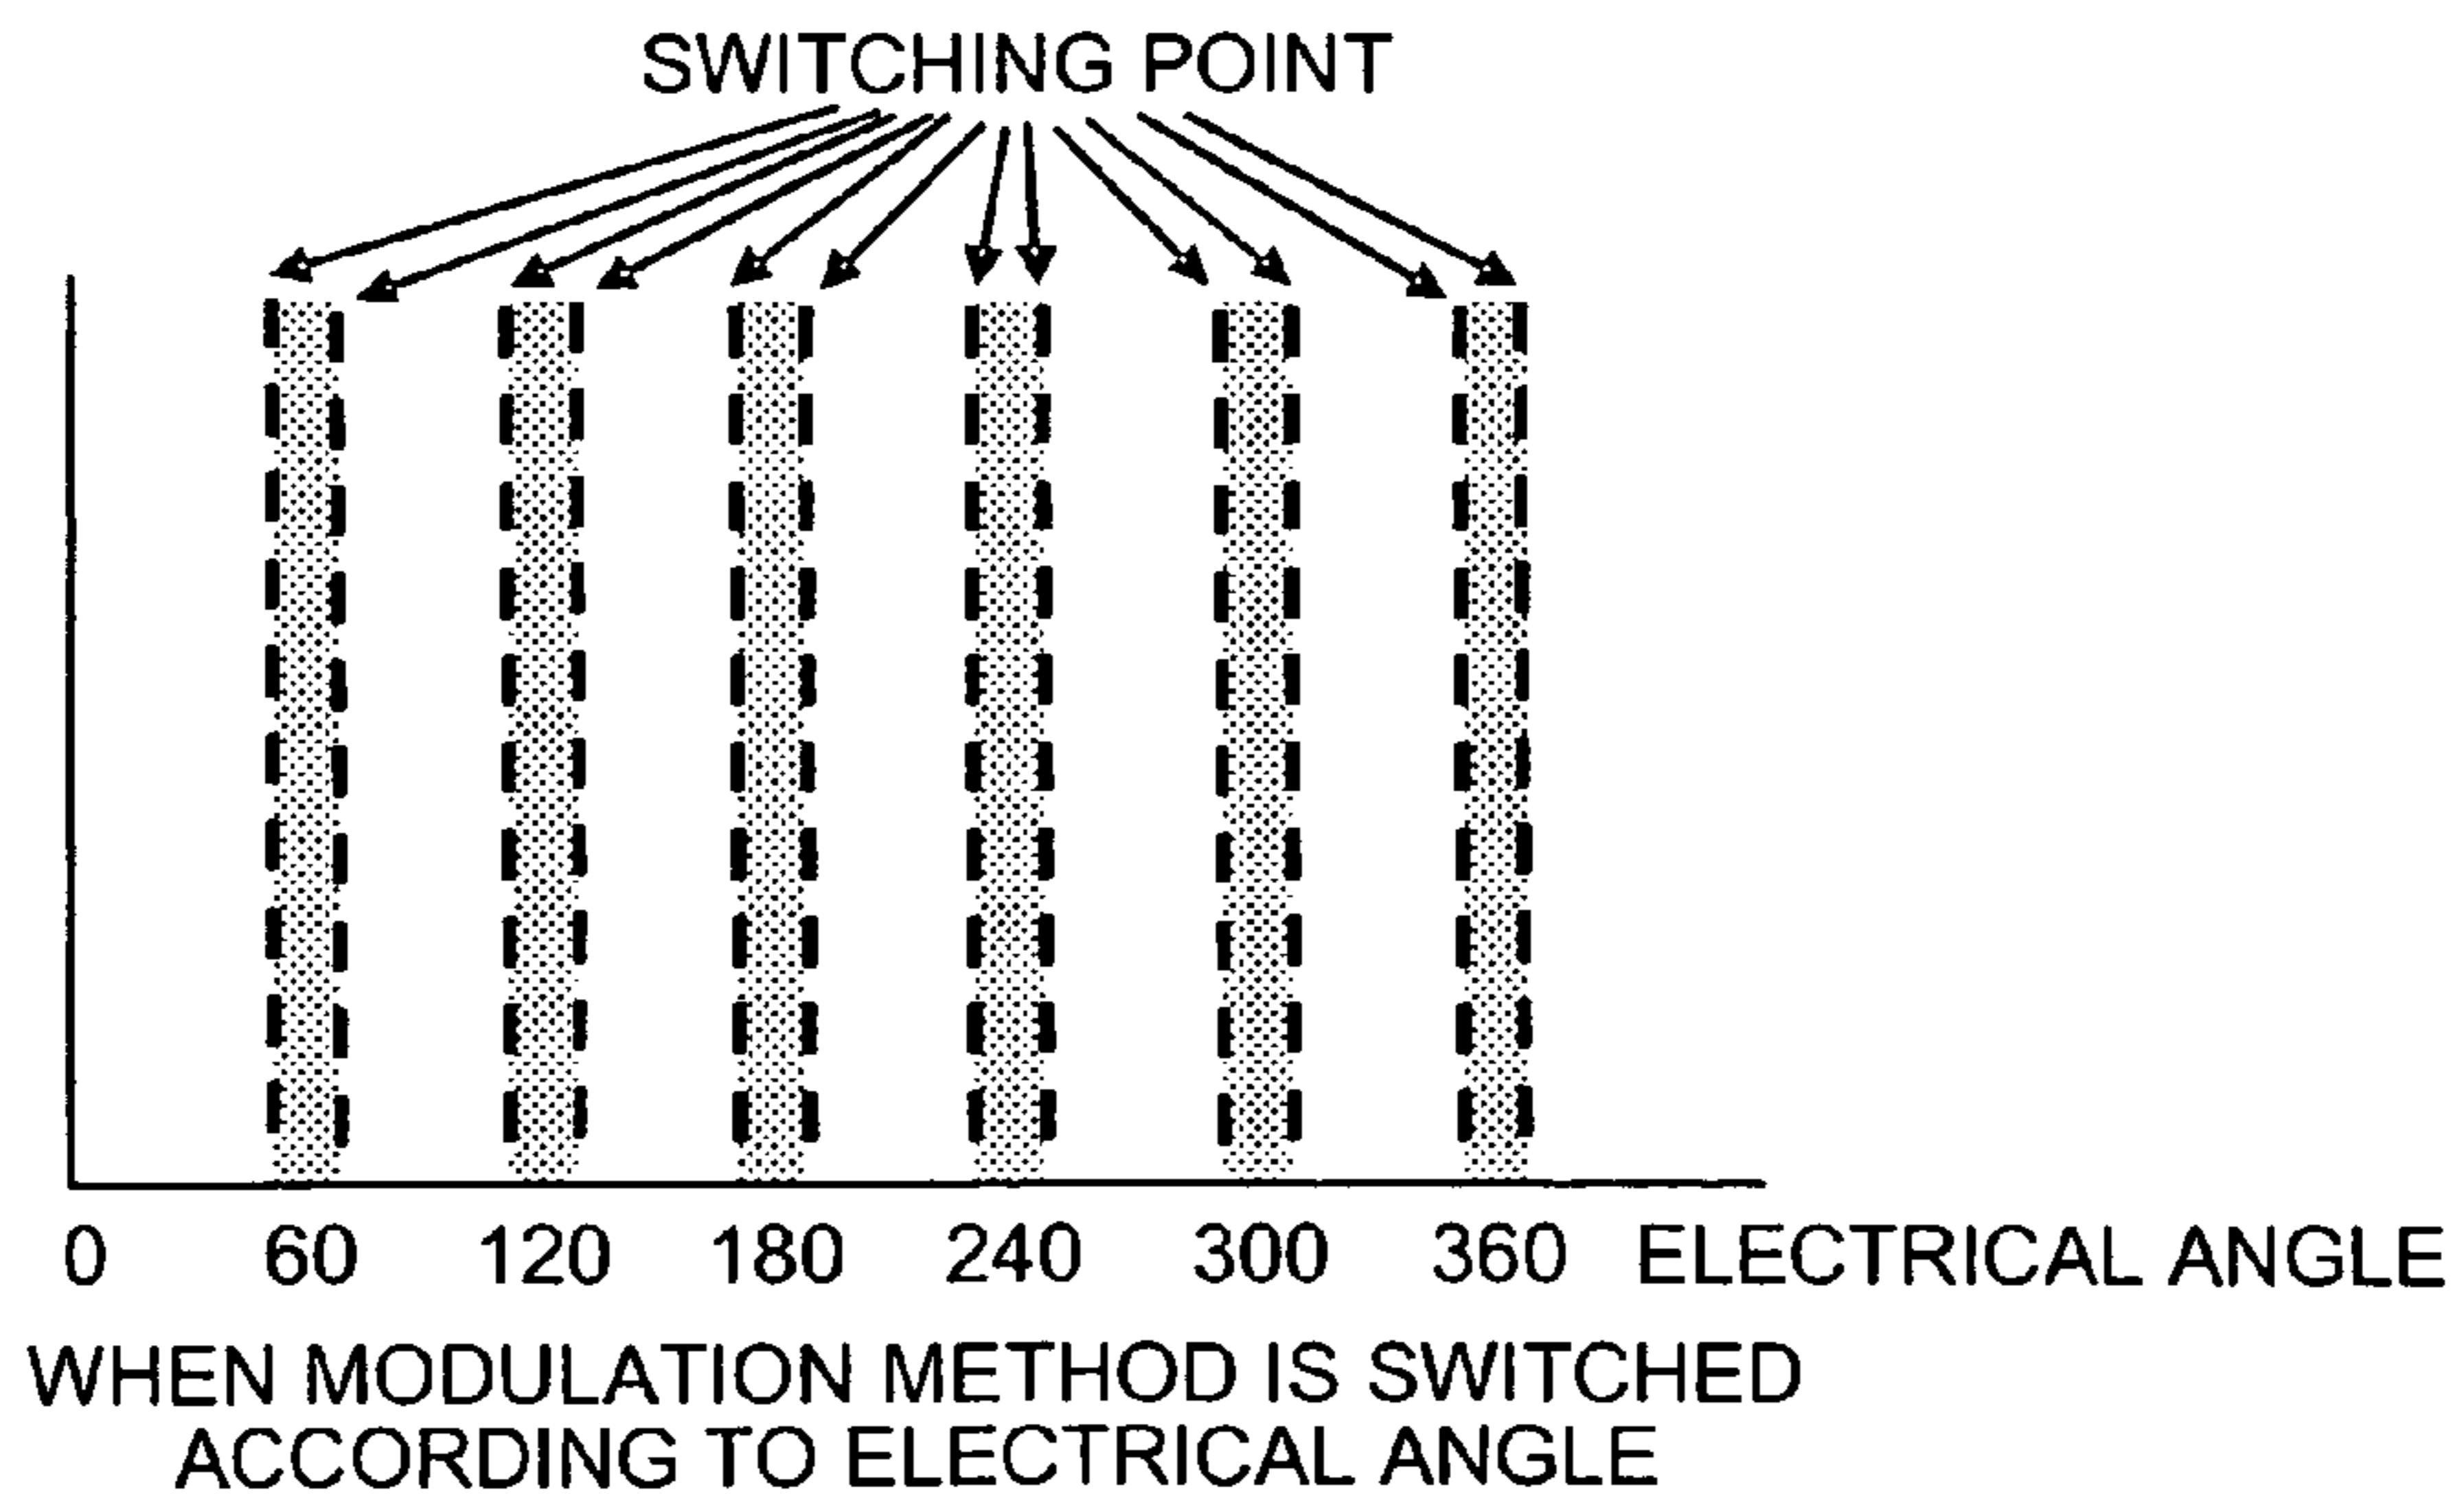 SWITCHING POINT
0 60 120 180 240 300 360 ELECTRICAL ANGLE
WHEN MODULATION METHOD IS SWITCHED
ACCORDING TO ELECTRICAL ANGLE